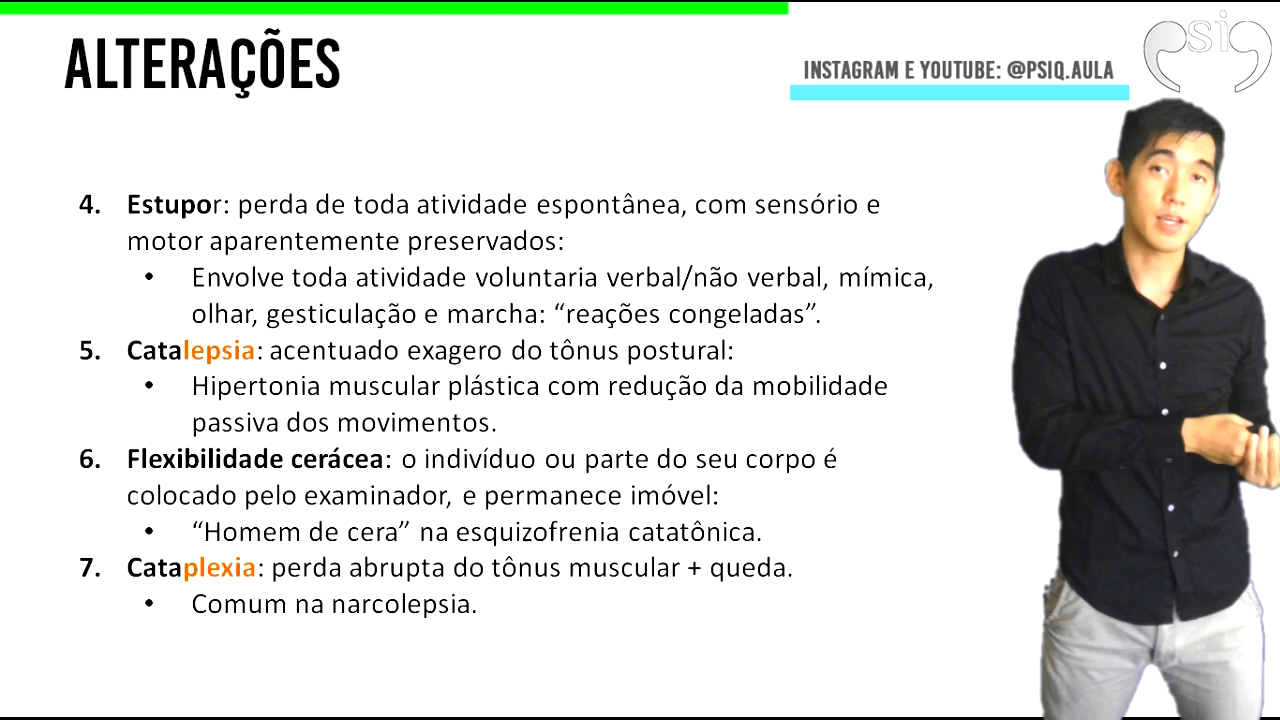 ALTERAÇÕES
INSTAGRAM E YOUTUBE: @PSIQ.AULA
psiq
4. Estupor: perda de toda atividade espontânea, com sensório e
motor aparentemente preservados:
• Envolve toda atividade voluntaria verbal/não verbal, mímica,
olhar, gesticulação e marcha: “reações congeladas”.
5. Catalepsia: acentuado exagero do tônus postural:
• Hipertonia muscular plástica com redução da mobilidade
passiva dos movimentos.
6. Flexibilidade cerácea: o indivíduo ou parte do seu corpo é
colocado pelo examinador, e permanece imóvel:
• “Homem de cera” na esquizofrenia catatônica.
7. Cataplexia: perda abrupta do tônus muscular + queda.
• Comum na narcolepsia.